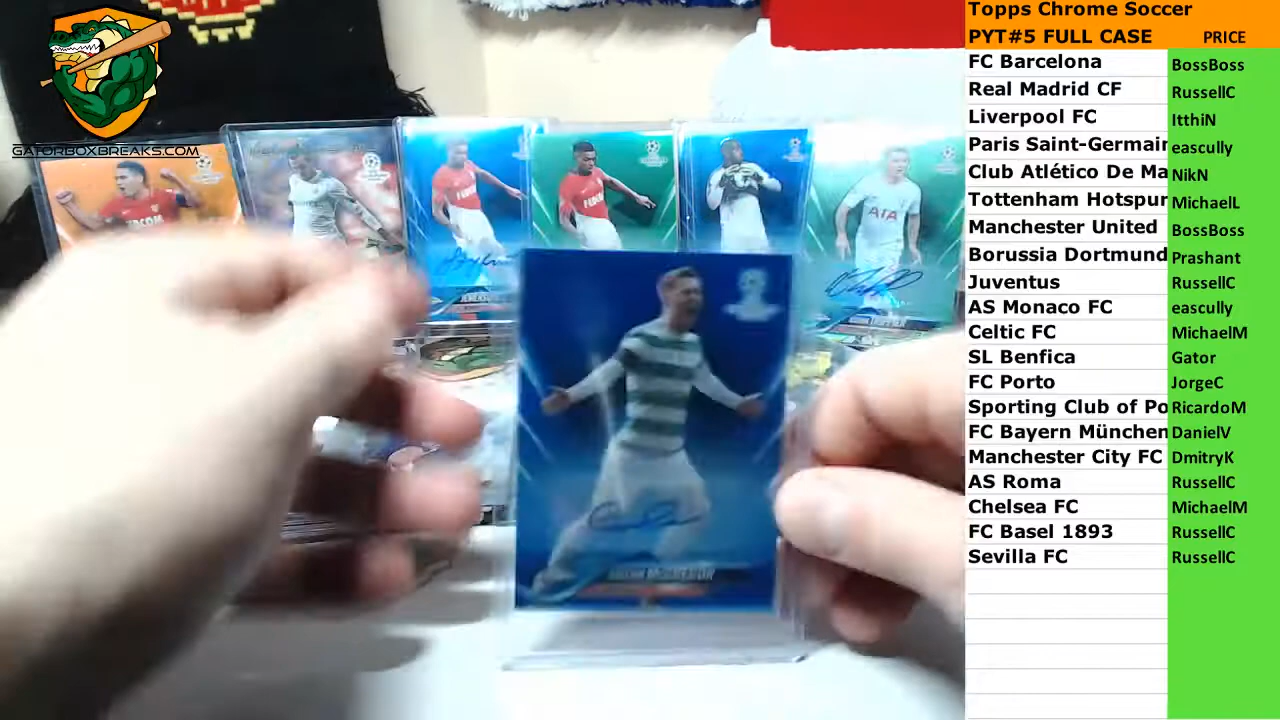 Topps Chrome Soccer
PYT#5 FULL CASE PRICE
FC Barcelona BossBoss
Real Madrid CF RussellC
Liverpool FC ItthiN
Paris Saint-Germain eascully
Club Atlético De Ma NikN
Tottenham Hotspur MichaelL
Manchester United BossBoss
Borussia Dortmund Prashant
Juventus RussellC
AS Monaco FC eascully
Celtic FC MichaelM
SL Benfica Gator
FC Porto JorgeC
Sporting Club of Po RicardoM
FC Bayern München DanielV
Manchester City FC DmitryK
AS Roma RussellC
Chelsea FC MichaelM
FC Basel 1893 RussellC
Sevilla FC RussellC
GATORBOXBREAKS.COM
AIA